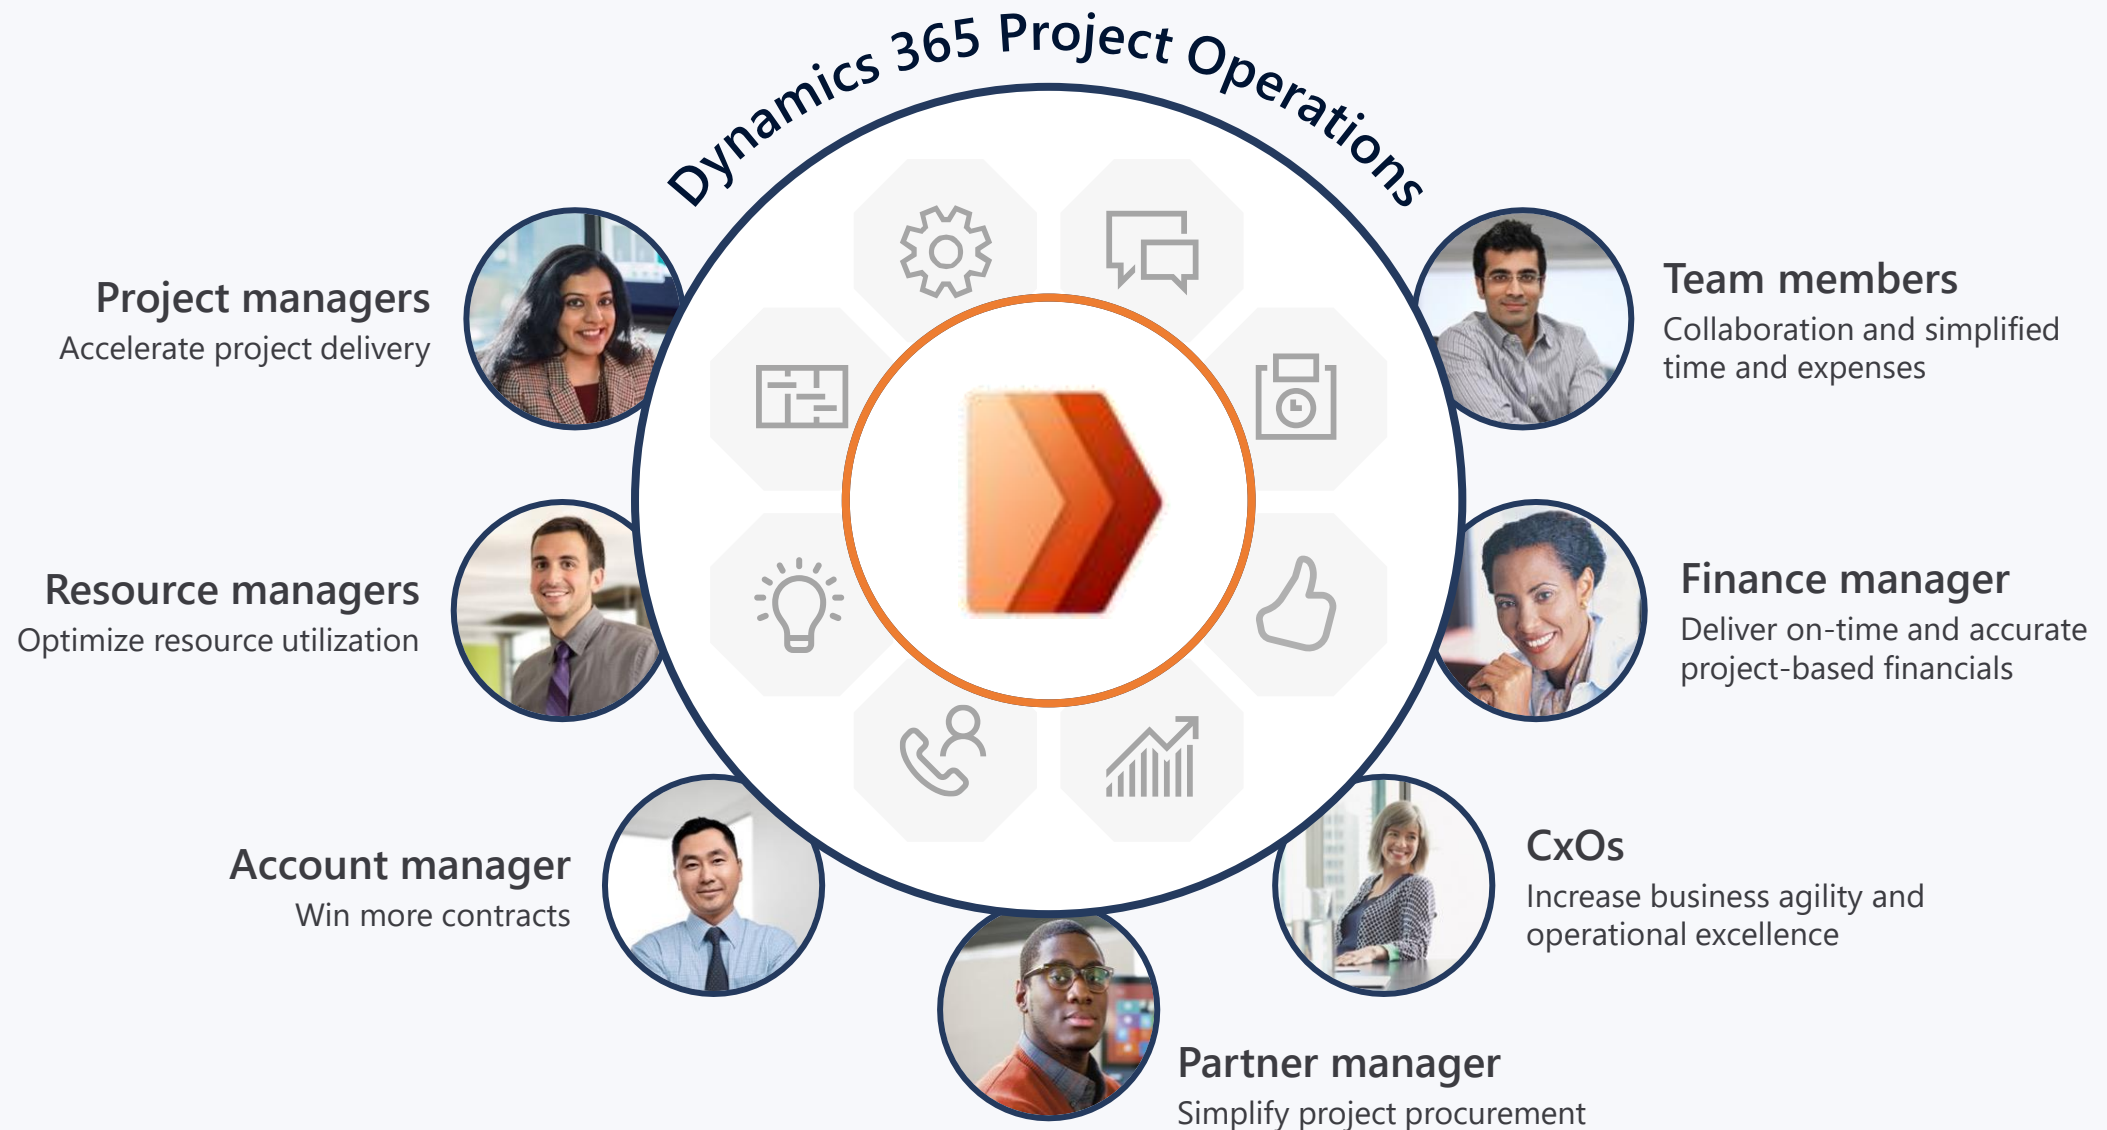 Dynamics 365 Project Operations
Project managers
Accelerate project delivery
Resource managers
Optimize resource utilization
Account manager
Win more contracts
Team members
Collaboration and simplified
time and expenses
Finance manager
Deliver on-time and accurate
project-based financials
CxOs
Increase business agility and
operational excellence
Partner manager
Simplify project procurement